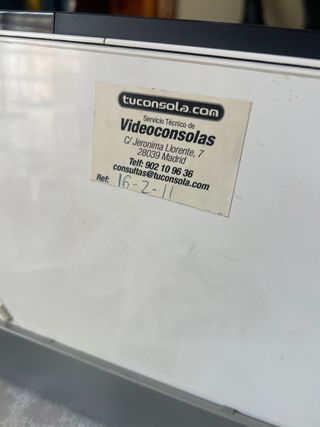 tuconsola.com
Servicio Técnico de
Videoconsolas
C/ Jeronima Llorente, 7
28039 Madrid
Telf: 902 10 96 36
consultas@tuconsola.com
Ref: 16-2-11